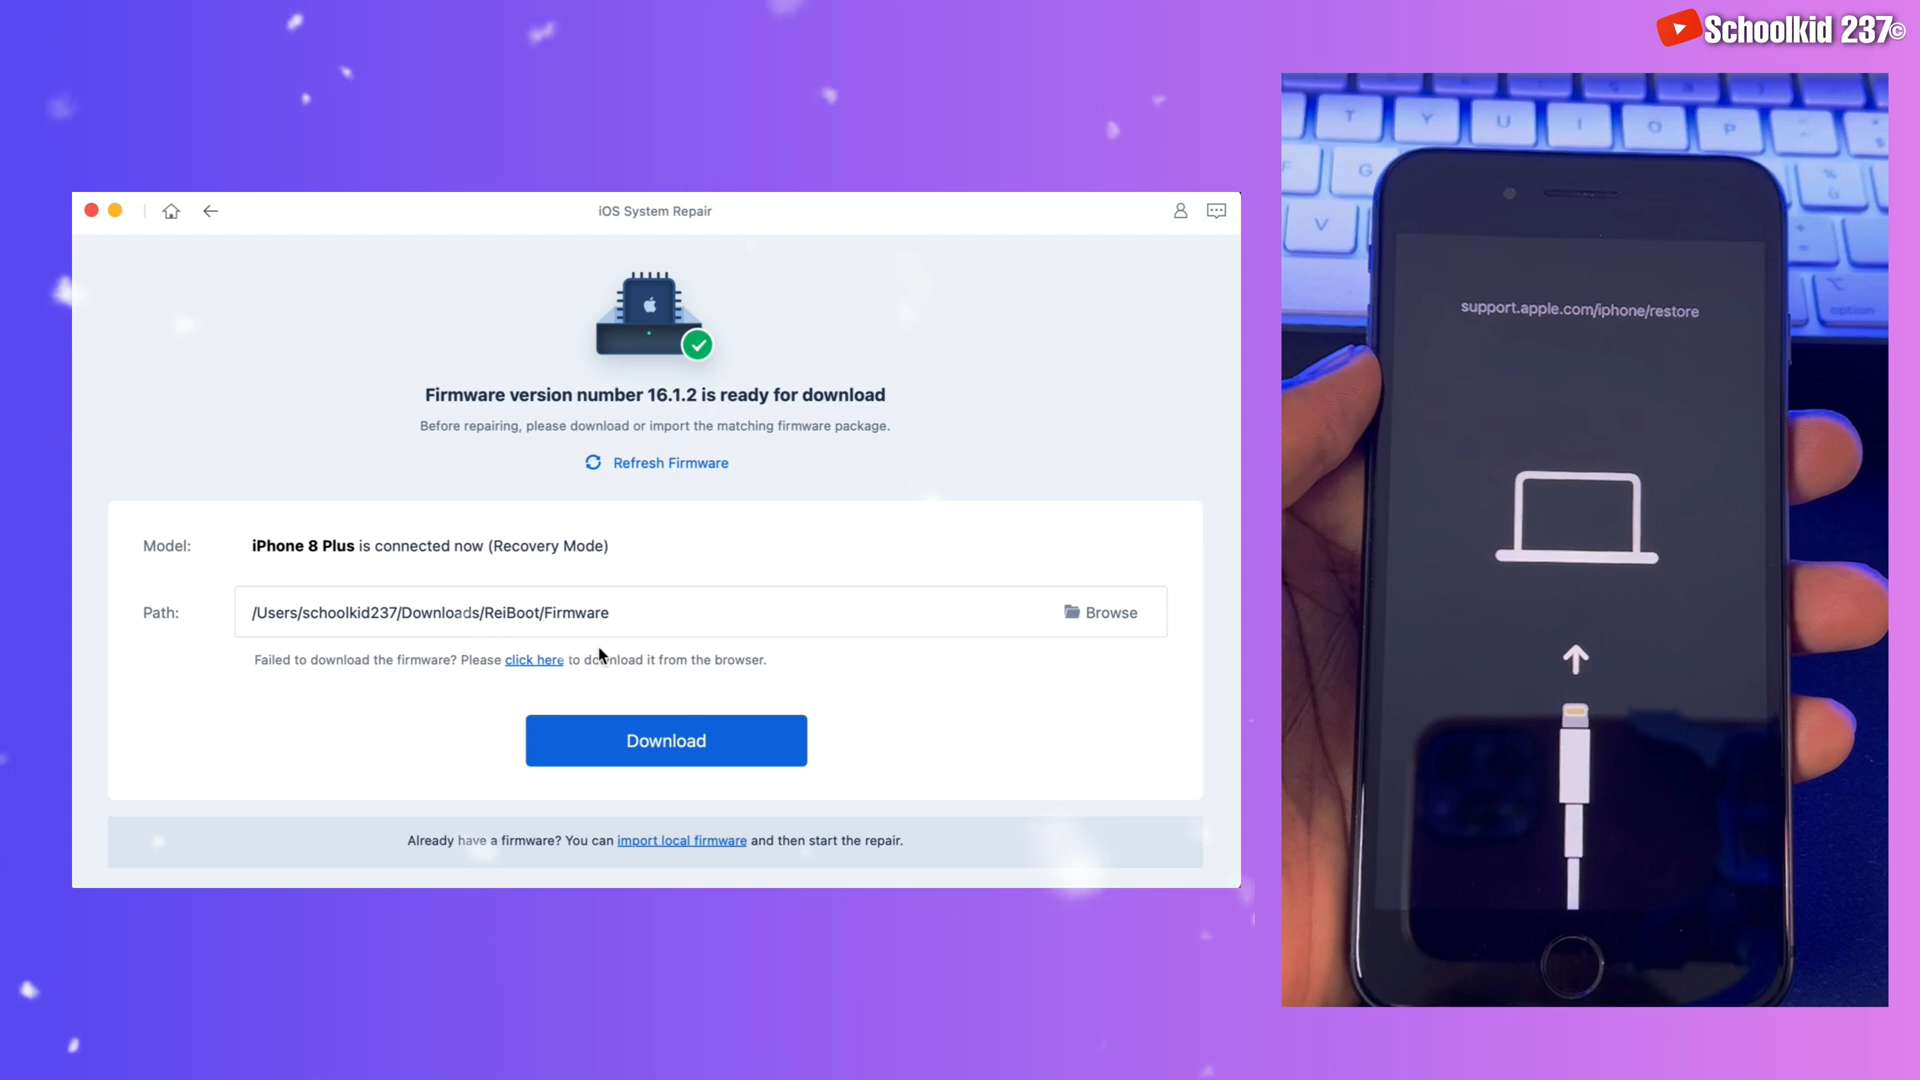 Schoolkid 237©
iOS System Repair
Firmware version number 16.1.2 is ready for download
Before repairing, please download or import the matching firmware package.
Refresh Firmware
Model: iPhone 8 Plus is connected now (Recovery Mode)
Path: /Users/schoolkid237/Downloads/ReiBoot/Firmware Browse
Failed to download the firmware? Please click here to download it from the browser.
Download
Already have a firmware? You can import local firmware and then start the repair.
T Y U I O P
G
V
option
support.apple.com/iphone/restore